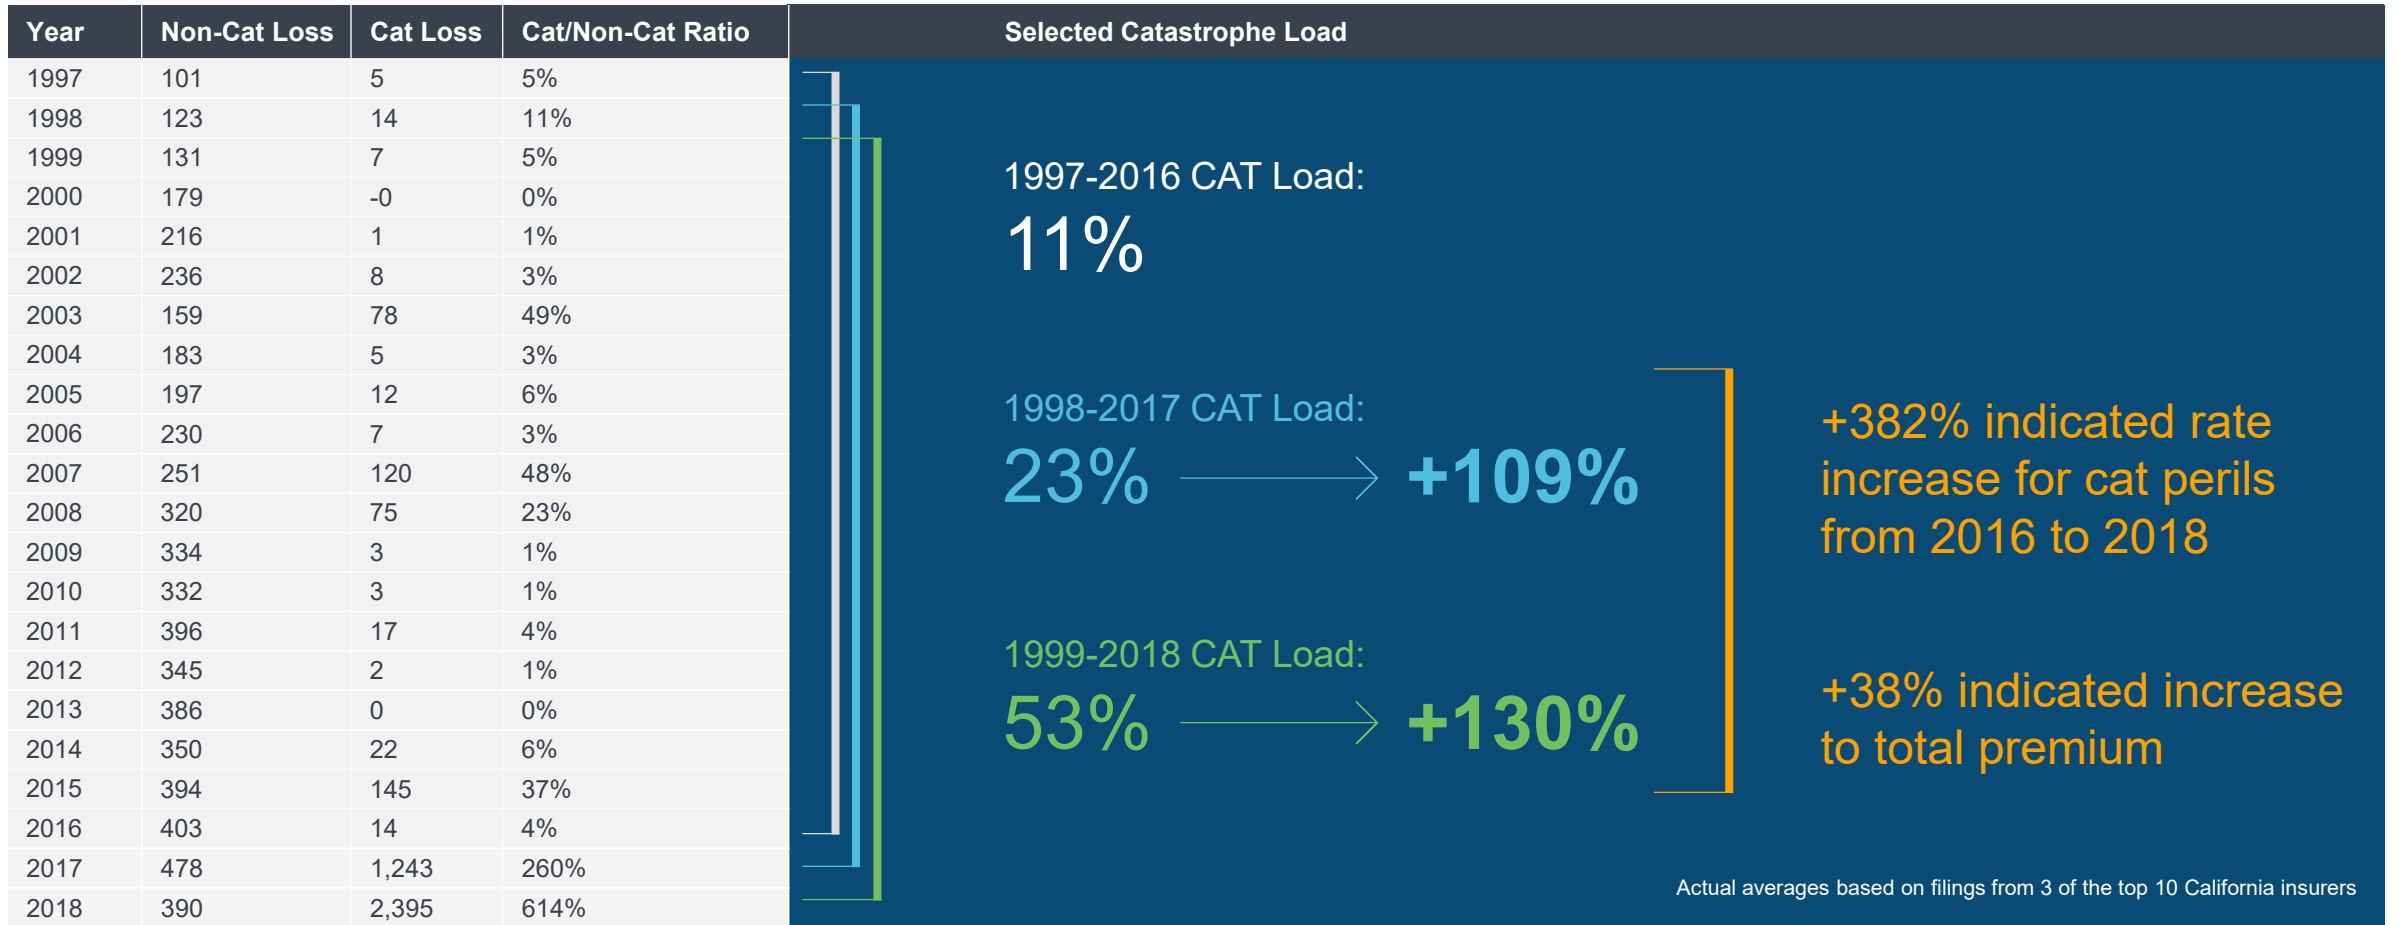 Year Non-Cat Loss Cat Loss Cat/Non-Cat Ratio Selected Catastrophe Load
1997 101 5 5%
1998 123 14 11%
1999 131 7 5%
2000 179 -0 0%
2001 216 1 1%
2002 236 8 3%
2003 159 78 49%
2004 183 5 3%
2005 197 12 6%
2006 230 7 3%
2007 251 120 48%
2008 320 75 23%
2009 334 3 1%
2010 332 3 1%
2011 396 17 4%
2012 345 2 1%
2013 386 0 0%
2014 350 22 6%
2015 394 145 37%
2016 403 14 4%
2017 478 1,243 260%
2018 390 2,395 614%
1997-2016 CAT Load:
11%
1998-2017 CAT Load:
23% +109%
1999-2018 CAT Load:
53% +130%
+382% indicated rate
increase for cat perils
from 2016 to 2018
+38% indicated increase
to total premium
Actual averages based on filings from 3 of the top 10 California insurers